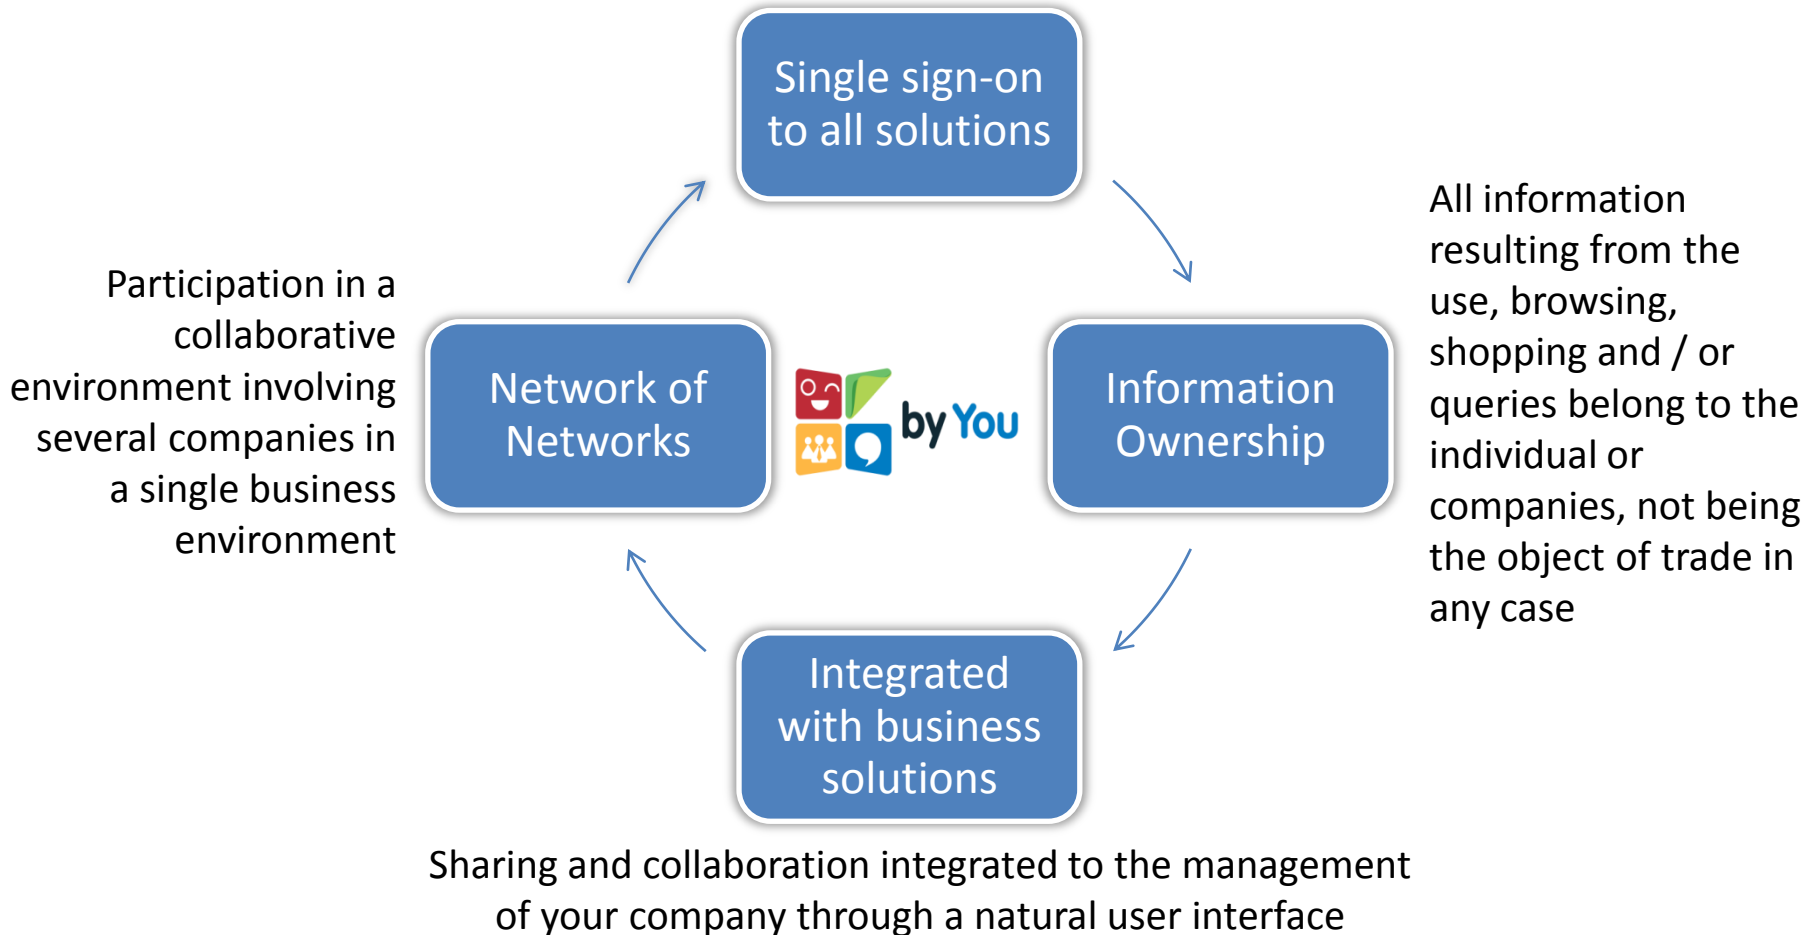 Single sign-on
to all solutions
All information
resulting from the
use, browsing,
shopping and / or
queries belong to the
individual or
companies, not being
the object of trade in
any case
Participation in a
collaborative
environment involving
several companies in
a single business
environment
Network of
Networks
by You
Information
Ownership
Integrated
with business
solutions
Sharing and collaboration integrated to the management
of your company through a natural user interface